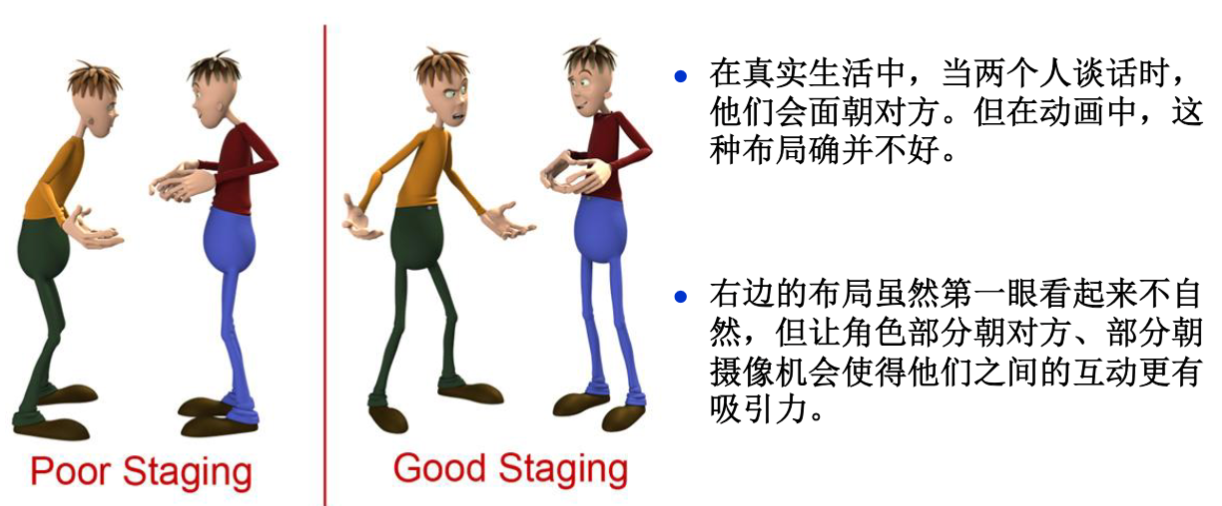 Poor Staging
Good Staging
在真实生活中，当两个人谈话时，
他们会面朝对方。但在动画中，这
种布局确并不好。
右边的布局虽然第一眼看起来不自
然，但让角色部分朝对方、部分朝
摄像机会使得他们之间的互动更有
吸引力。